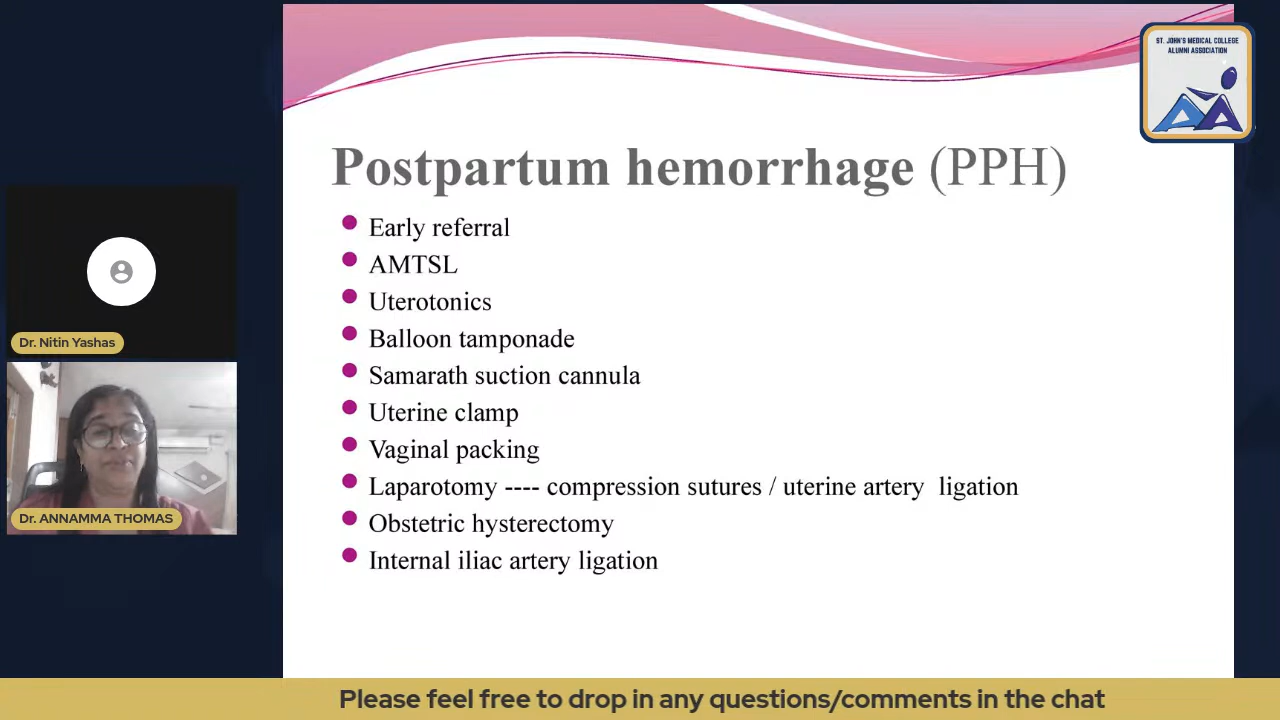 ST. JOHN'S MEDICAL COLLEGE
ALUMNI ASSOCIATION
Postpartum hemorrhage (PPH)
Early referral
AMTSL
Uterotonics
Balloon tamponade
Samarath suction cannula
Uterine clamp
Vaginal packing
Laparotomy ---- compression sutures / uterine artery ligation
Obstetric hysterectomy
Internal iliac artery ligation
Dr. Nitin Yashas
Dr. ANNAMMA THOMAS
Please feel free to drop in any questions/comments in the chat